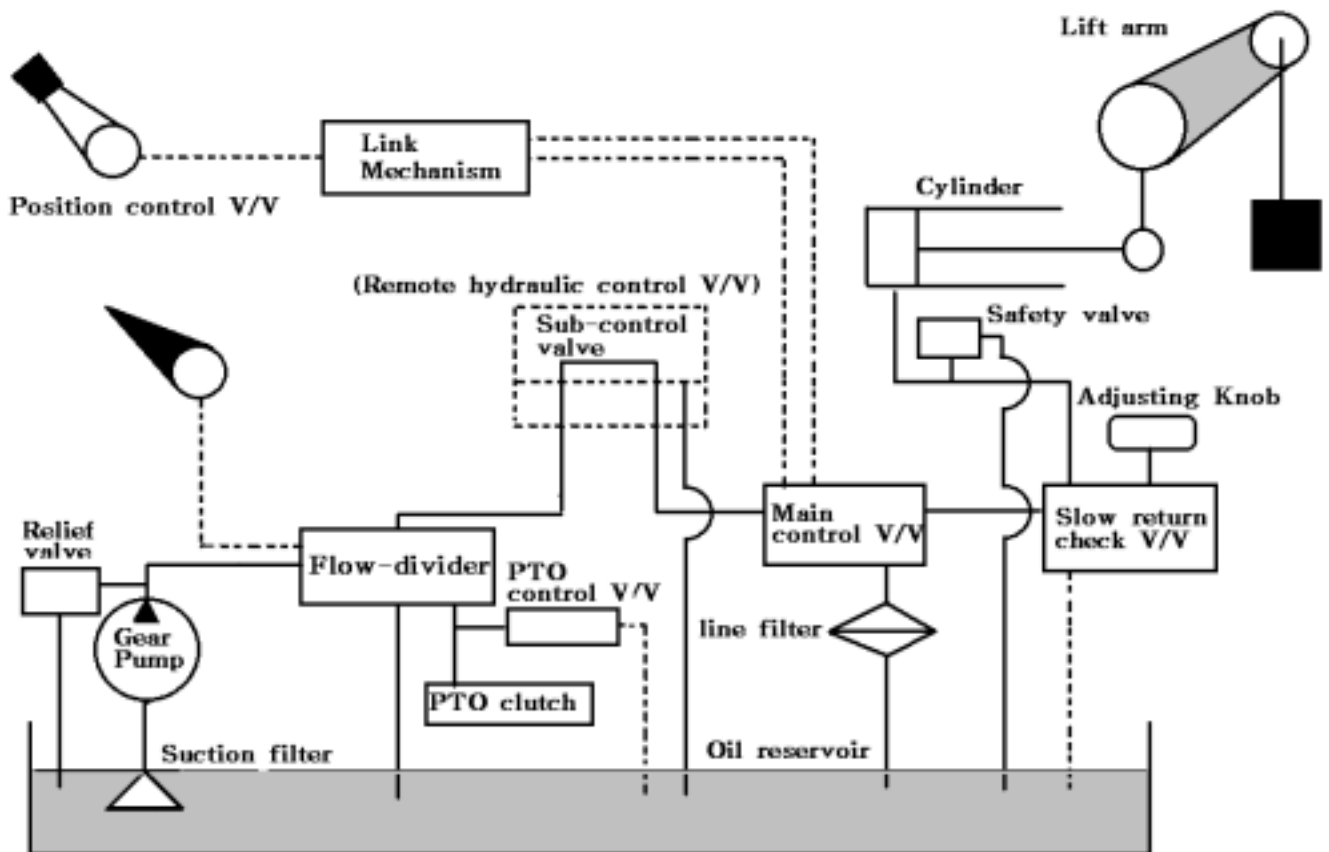 Lift arm
Link
Mechanism
Position control V/V
Cylinder
(Remote hydraulic control V/V)
Sub-control
valve
Safety valve
Adjusting Knob
Relief
valve
Flow-divider
PTO
control V/V
Main
control V/V
Slow return
check V/V
Gear
Pump
line filter
PTO clutch
Suction filter
Oil reservoir